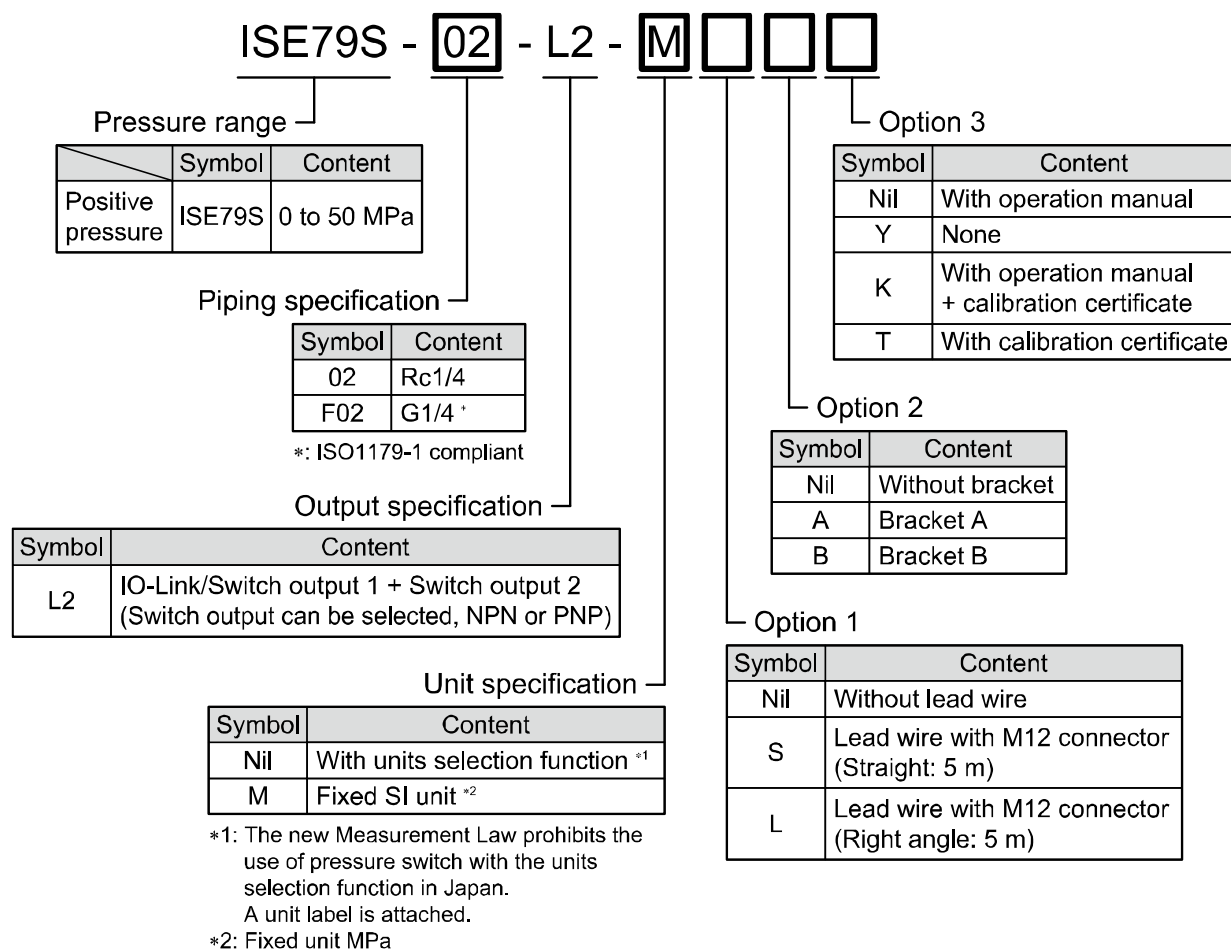 ISE79S - 02 - L2 - M
Pressure range
Symbol Content
Positive pressure ISE79S 0 to 50 MPa
Piping specification
Symbol Content
02 Rc1/4
F02 G1/4 *
*: ISO1179-1 compliant
Output specification
Symbol Content
L2 IO-Link/Switch output 1 + Switch output 2
(Switch output can be selected, NPN or PNP)
Unit specification
Symbol Content
Nil With units selection function *1
M Fixed SI unit *2
*1: The new Measurement Law prohibits the
use of pressure switch with the units
selection function in Japan.
A unit label is attached.
*2: Fixed unit MPa
Option 3
Symbol Content
Nil With operation manual
Y None
K With operation manual
+ calibration certificate
T With calibration certificate
Option 2
Symbol Content
Nil Without bracket
A Bracket A
B Bracket B
Option 1
Symbol Content
Nil Without lead wire
S Lead wire with M12 connector
(Straight: 5 m)
L Lead wire with M12 connector
(Right angle: 5 m)